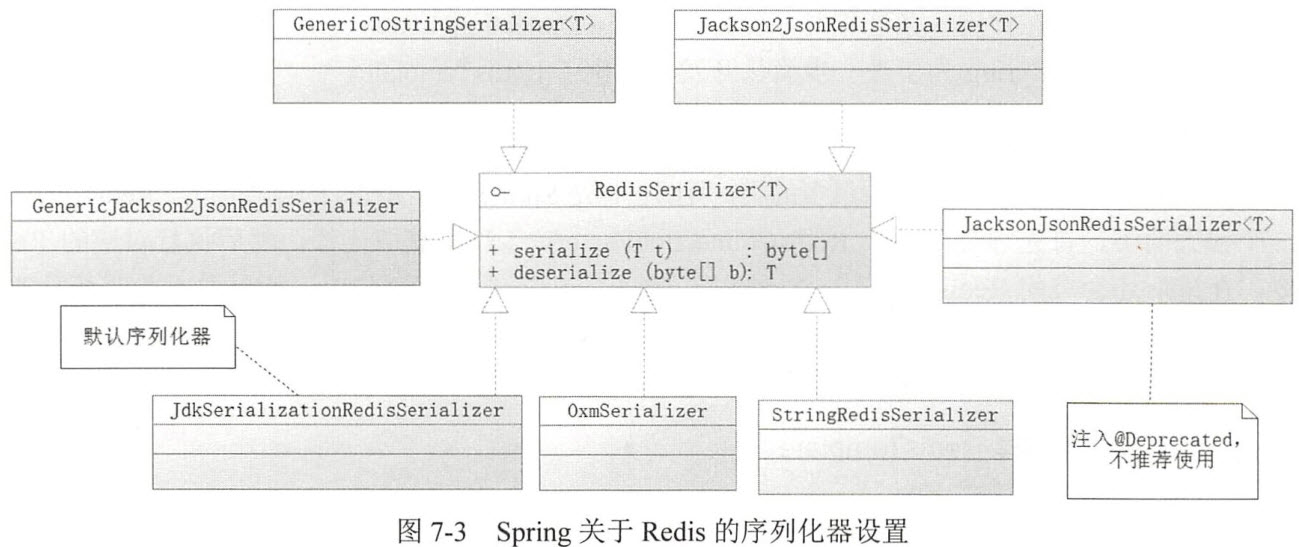 GenericToStringSerializer<T>
Jackson2JsonRedisSerializer<T>
RedisSerializer<T>
+ serialize (T t) : byte[]
+ deserialize (byte[] b): T
GenericJackson2JsonRedisSerializer
JacksonJsonRedisSerializer<T>
默认序列化器
JdkSerializationRedisSerializer
OxmSerializer
StringRedisSerializer
注入@Deprecated,
不推荐使用
图 7-3 Spring 关于 Redis 的序列化器设置